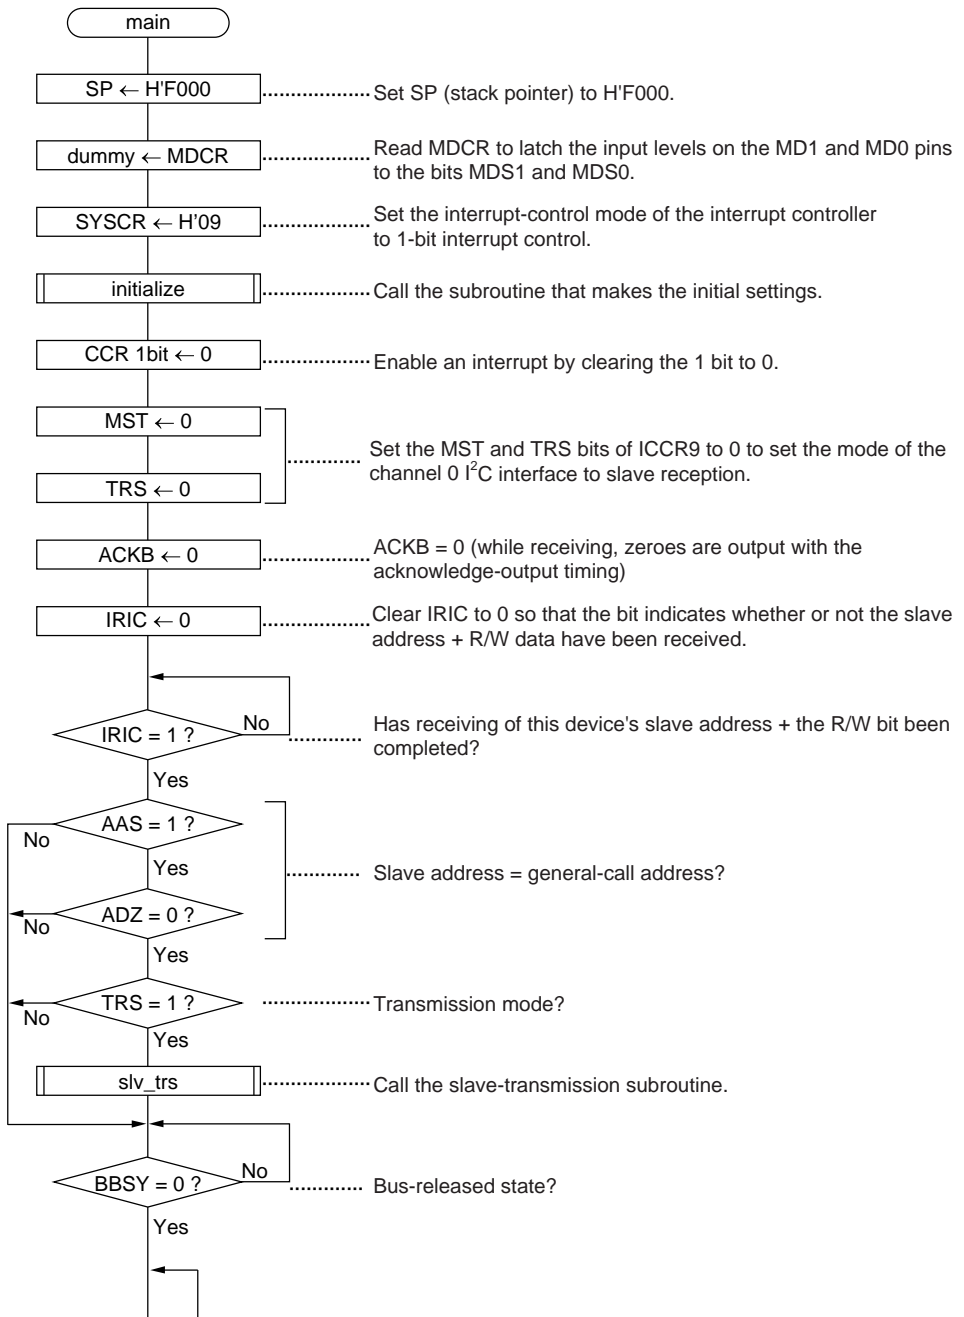 main
SP ← H'F000
Set SP (stack pointer) to H'F000.
dummy ← MDCR
Read MDCR to latch the input levels on the MD1 and MD0 pins
to the bits MDS1 and MDS0.
SYSCR ← H'09
Set the interrupt-control mode of the interrupt controller
to 1-bit interrupt control.
initialize
Call the subroutine that makes the initial settings.
CCR 1bit ← 0
Enable an interrupt by clearing the 1 bit to 0.
MST ← 0
TRS ← 0
Set the MST and TRS bits of ICCR9 to 0 to set the mode of the
channel 0 I²C interface to slave reception.
ACKB ← 0
ACKB = 0 (while receiving, zeroes are output with the
acknowledge-output timing)
IRIC ← 0
Clear IRIC to 0 so that the bit indicates whether or not the slave
address + R/W data have been received.
IRIC = 1 ?
No
Has receiving of this device's slave address + the R/W bit been
completed?
Yes
AAS = 1 ?
No
Yes
Slave address = general-call address?
ADZ = 0 ?
No
Yes
TRS = 1 ?
No
Transmission mode?
Yes
slv_trs
Call the slave-transmission subroutine.
BBSY = 0 ?
No
Bus-released state?
Yes